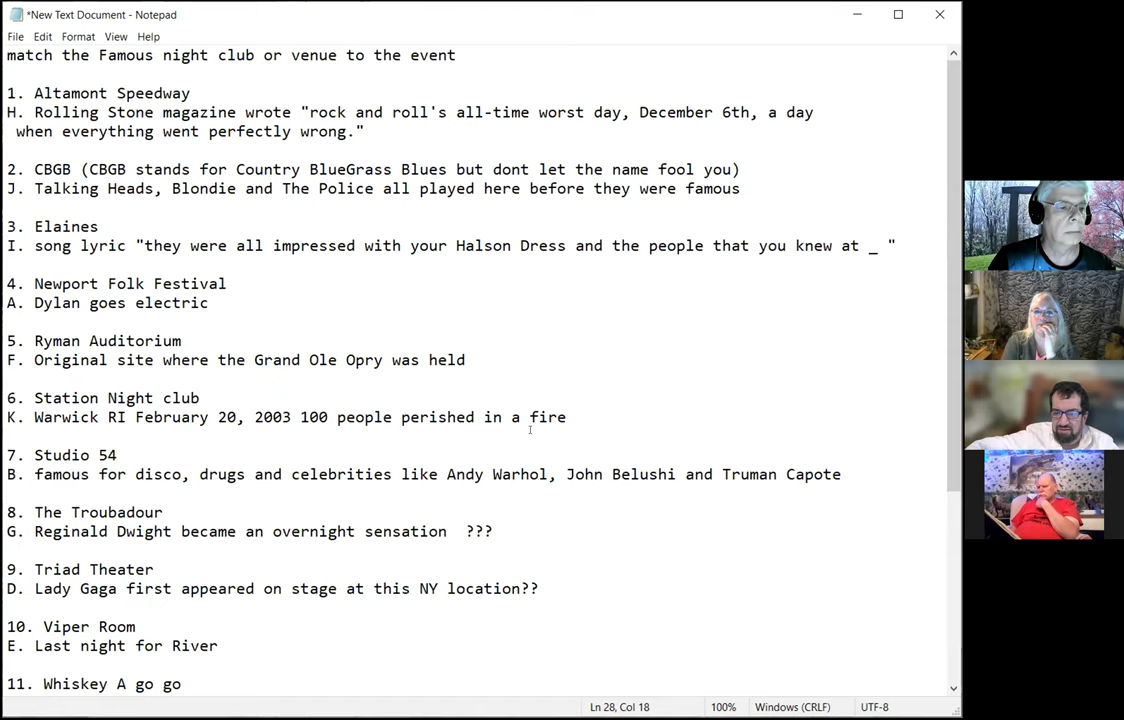 *New Text Document - Notepad
File Edit Format View Help
match the Famous night club or venue to the event
1. Altamont Speedway
H. Rolling Stone magazine wrote "rock and roll's all-time worst day, December 6th, a day
when everything went perfectly wrong."
2. CBGB (CBGB stands for Country BlueGrass Blues but dont let the name fool you)
J. Talking Heads, Blondie and The Police all played here before they were famous
3. Elaines
I. song lyric "they were all impressed with your Halson Dress and the people that you knew at _ "
4. Newport Folk Festival
A. Dylan goes electric
5. Ryman Auditorium
F. Original site where the Grand Ole Opry was held
6. Station Night club
K. Warwick RI February 20, 2003 100 people perished in a fire
7. Studio 54
B. famous for disco, drugs and celebrities like Andy Warhol, John Belushi and Truman Capote
8. The Troubadour
G. Reginald Dwight became an overnight sensation  ???
9. Triad Theater
D. Lady Gaga first appeared on stage at this NY location??
10. Viper Room
E. Last night for River
11. Whiskey A go go
Ln 28, Col 18 100% Windows (CRLF) UTF-8